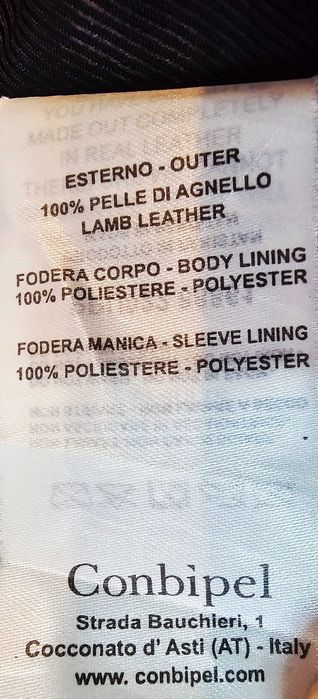 ESTERNO - OUTER
100% PELLE DI AGNELLO
LAMB LEATHER
FODERA CORPO - BODY LINING
100% POLIESTERE - POLYESTER
FODERA MANICA - SLEEVE LINING
100% POLIESTERE - POLYESTER
Conbipel
Strada Bauchieri, 1
Cocconato d' Asti (AT) - Italy
www. conbipel.com